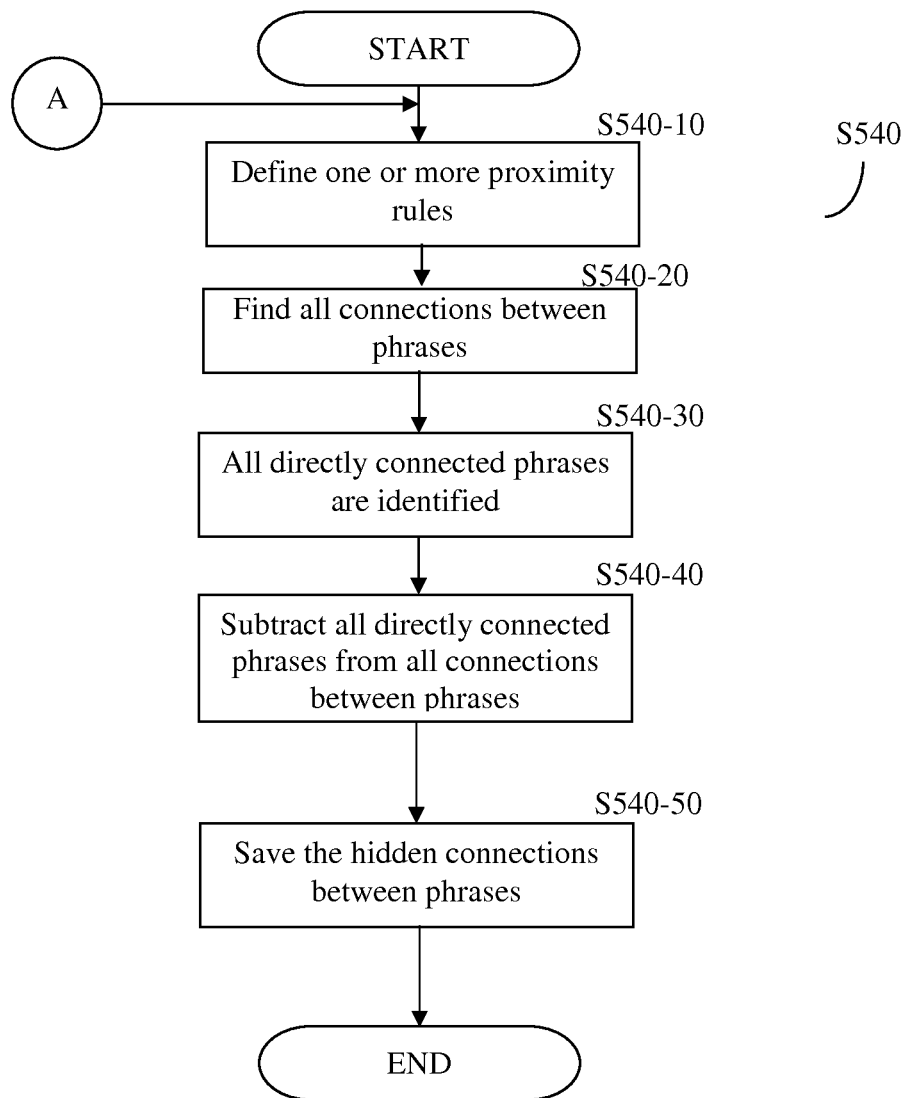 START
A
S540-10
S540
Define one or more proximity
rules
S540-20
Find all connections between
phrases
S540-30
All directly connected phrases
are identified
S540-40
Subtract all directly connected
phrases from all connections
between phrases
S540-50
Save the hidden connections
between phrases
END